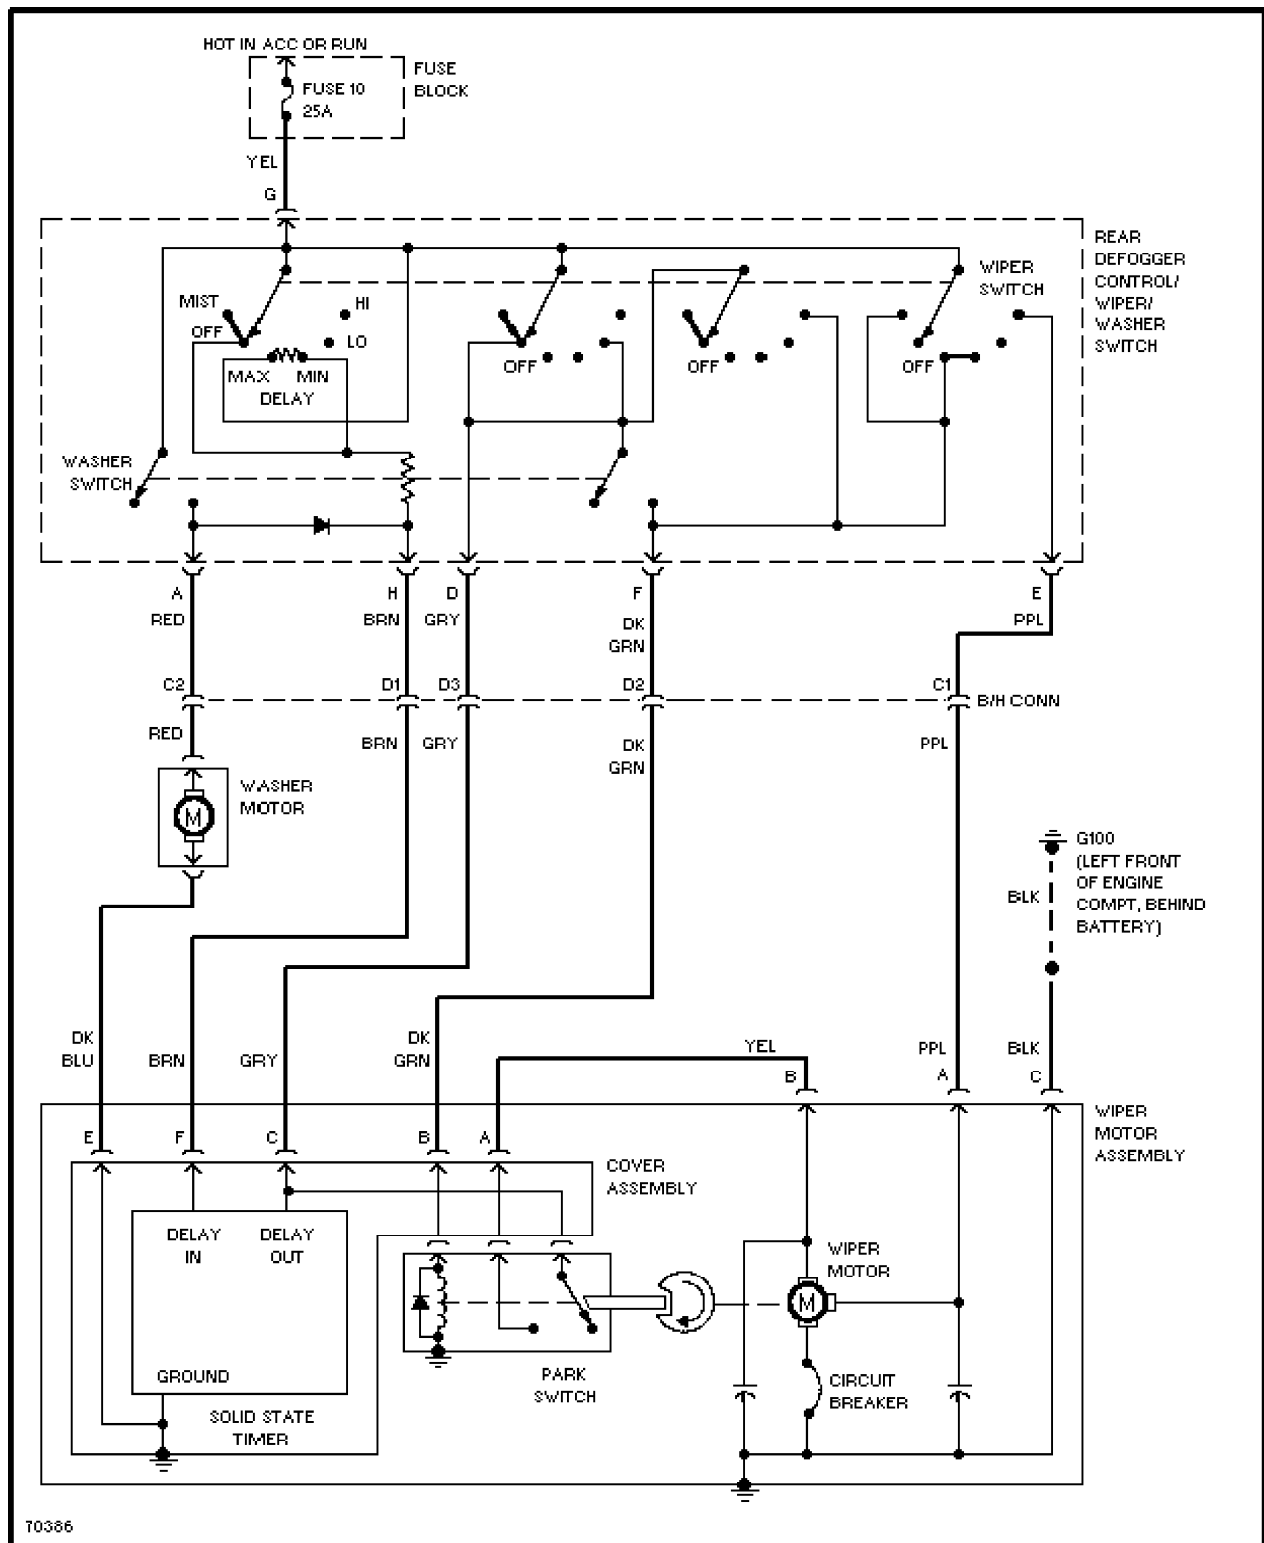 HOT IN ACC OR RUN
FUSE 10
25A
FUSE
BLOCK
YEL
G
REAR
DEFOGGER
CONTROL/
WIPER/
WASHER
SWITCH
WIPER
SWITCH
MIST
OFF
HI
LO
MAX MIN
DELAY
OFF
OFF
OFF
WASHER
SWITCH
A
H
D
F
E
RED
BRN
GRY
DK
GRN
PPL
C2
D1
D3
D2
C1
B/H CONN
RED
BRN
GRY
DK
GRN
PPL
WASHER
MOTOR
M
G100
(LEFT FRONT
OF ENGINE
COMPT, BEHIND
BATTERY)
BLK
DK
BLU
BRN
GRY
DK
GRN
YEL
PPL
BLK
B
A
C
WIPER
MOTOR
ASSEMBLY
E
F
C
B
A
COVER
ASSEMBLY
DELAY
IN
DELAY
OUT
WIPER
MOTOR
M
GROUND
PARK
SWITCH
CIRCUIT
BREAKER
SOLID STATE
TIMER
70386